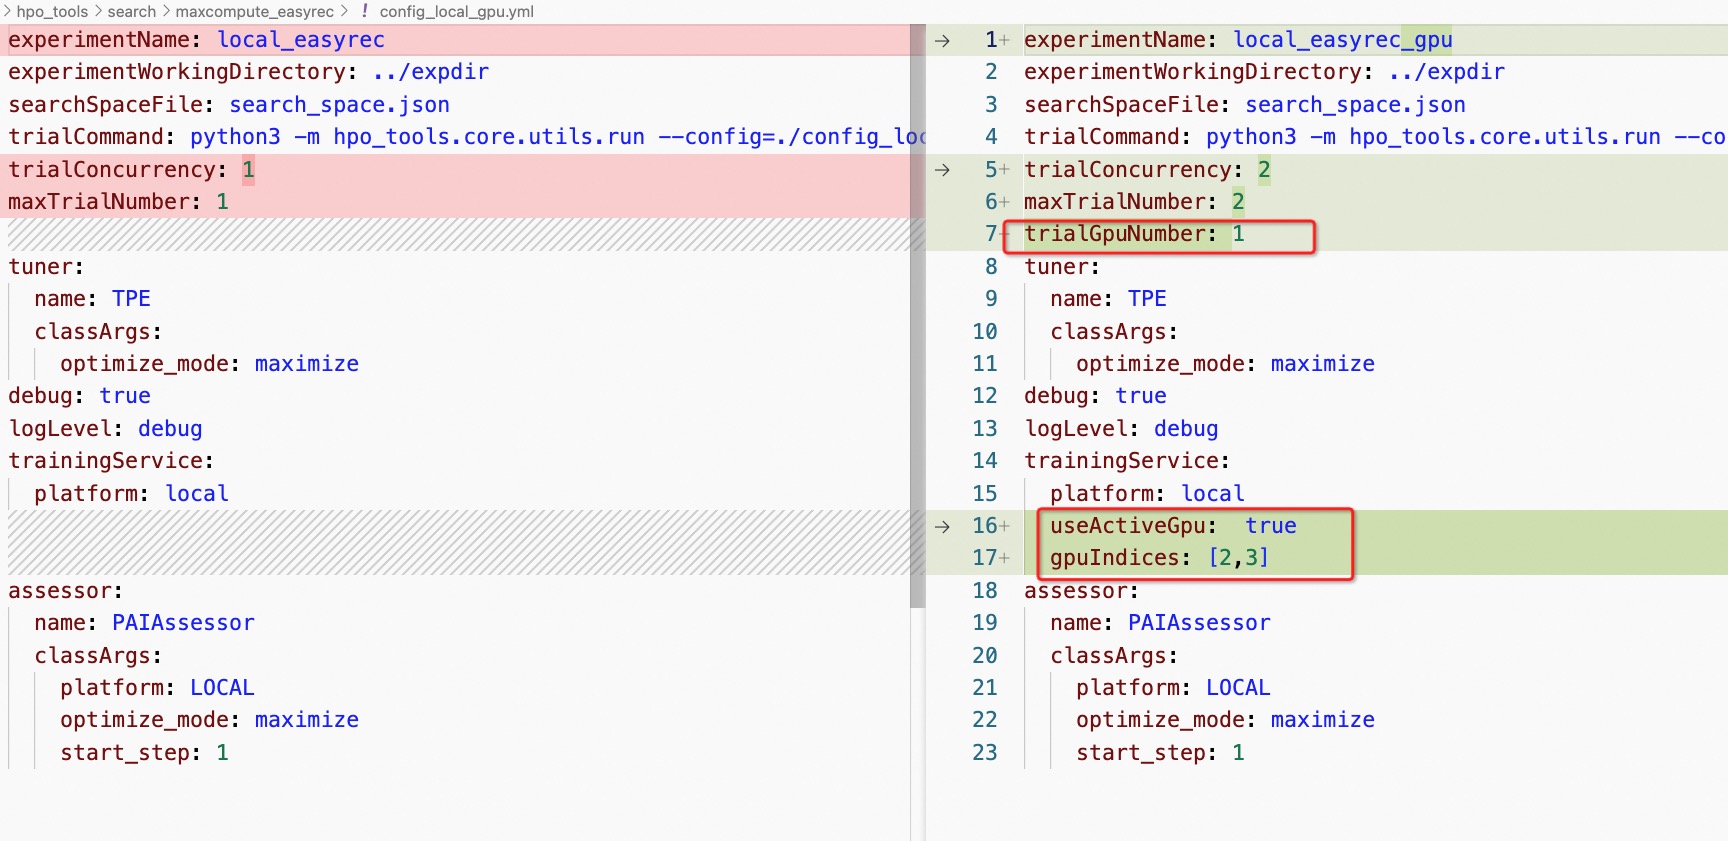 hpo_tools > search > maxcompute_easyrec > ! config_local_gpu.yml
experimentName: local_easyrec
experimentWorkingDirectory: ../expdir
searchSpaceFile: search_space.json
trialCommand: python3 -m hpo_tools.core.utils.run --config=./config_loc
trialConcurrency: 1
maxTrialNumber: 1
tuner:
name: TPE
classArgs:
optimize_mode: maximize
debug: true
logLevel: debug
trainingService:
platform: local
assessor:
name: PAIAssessor
classArgs:
platform: LOCAL
optimize_mode: maximize
start_step: 1
→ 1+ experimentName: local_easyrec_gpu
2 experimentWorkingDirectory: ../expdir
3 searchSpaceFile: search_space.json
4 trialCommand: python3 -m hpo_tools.core.utils.run --co
→ 5+ trialConcurrency: 2
6+ maxTrialNumber: 2
7+ trialGpuNumber: 1
8 tuner:
9 name: TPE
10 classArgs:
11 optimize_mode: maximize
12 debug: true
13 logLevel: debug
14 trainingService:
15 platform: local
→ 16+ useActiveGpu:  true
17+ gpuIndices: [2,3]
18 assessor:
19 name: PAIAssessor
20 classArgs:
21 platform: LOCAL
22 optimize_mode: maximize
23 start_step: 1